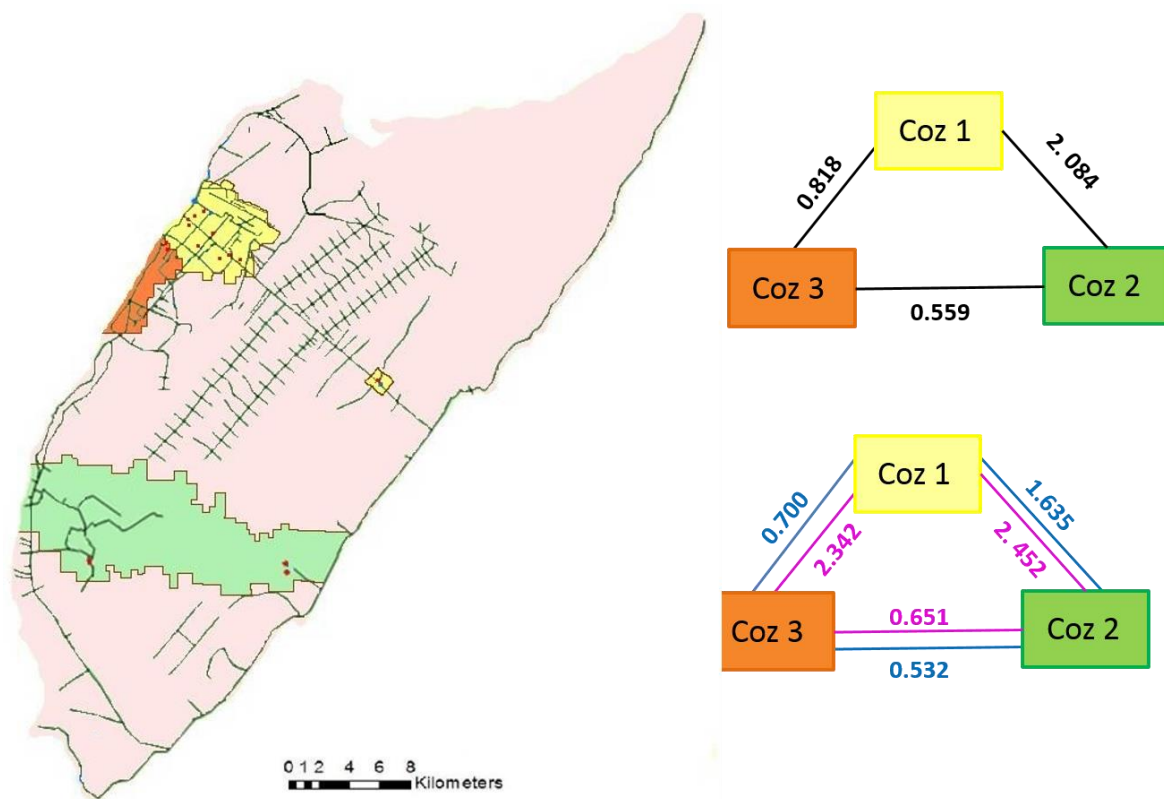 Coz 1
0.818
2. 084
Coz 3
Coz 2
0.559
Coz 1
0.700
2.342
1.635
2. 452
Coz 3
0.651
Coz 2
0.532
0 1 2 4 6 8
Kilometers